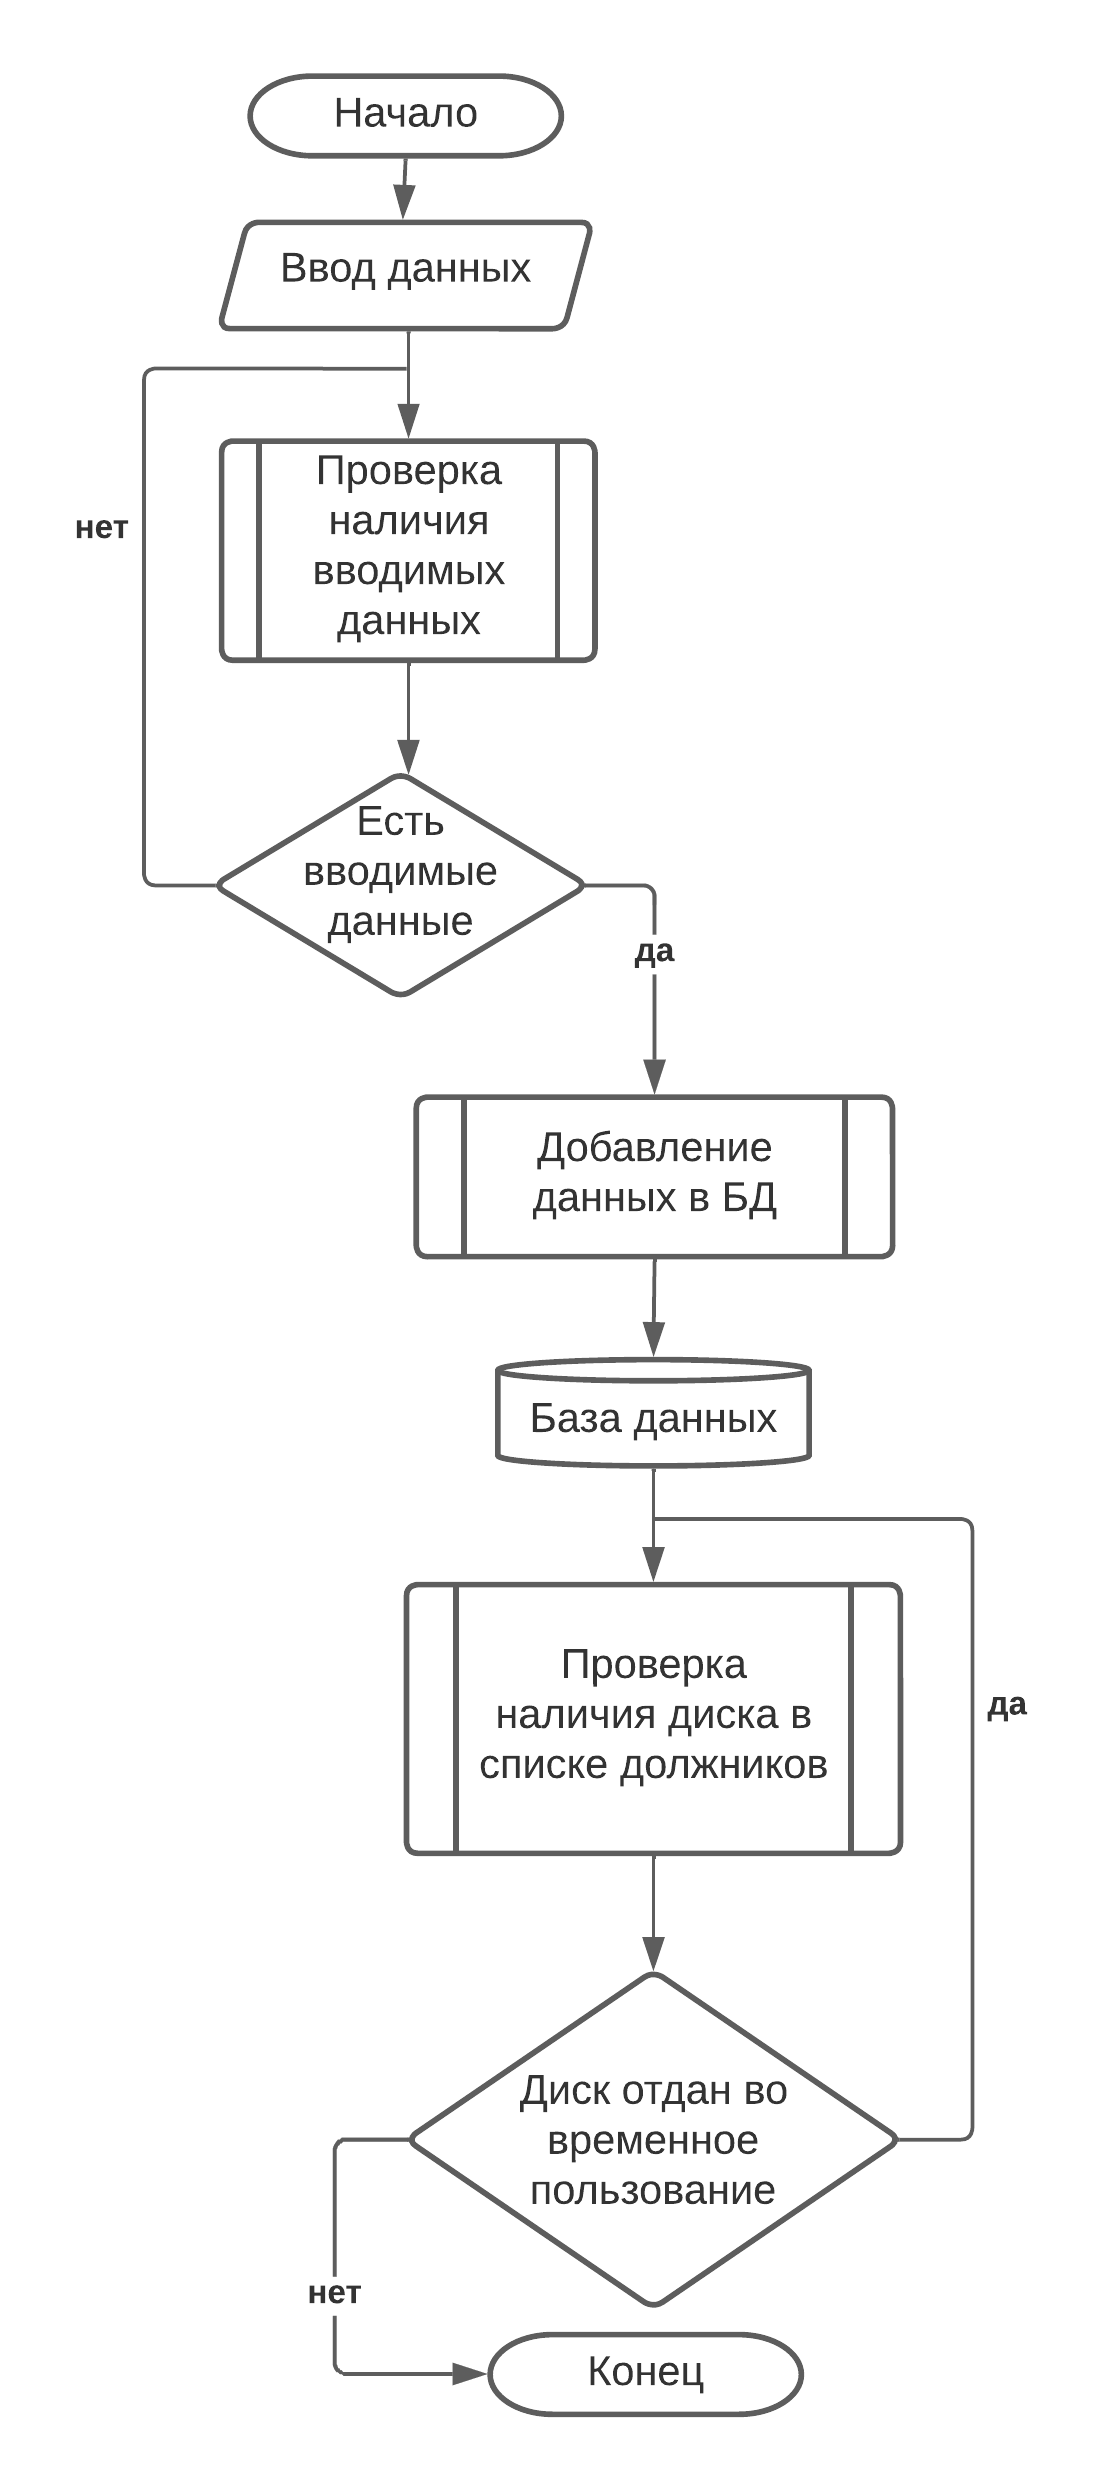 Начало
Ввод данных
нет
Проверка
наличия
вводимых
данных
Есть
вводимые
данные
да
Добавление
данных в БД
База данных
Проверка
наличия диска в
списке должников
да
Диск отдан во
временное
пользование
нет
Конец